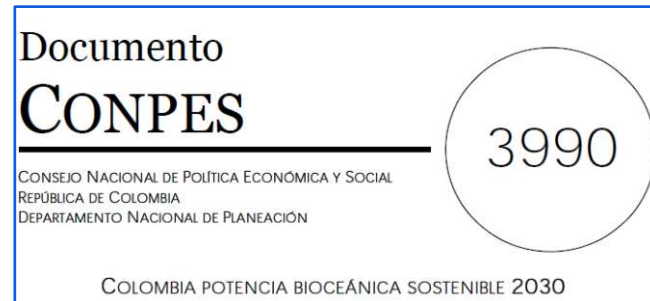 Documento
CONPES
3990
CONSEJO NACIONAL DE POLÍTICA ECONÓMICA Y SOCIAL
REPÚBLICA DE COLOMBIA
DEPARTAMENTO NACIONAL DE PLANEACIÓN
COLOMBIA POTENCIA BIOCEÁNICA SOSTENIBLE 2030